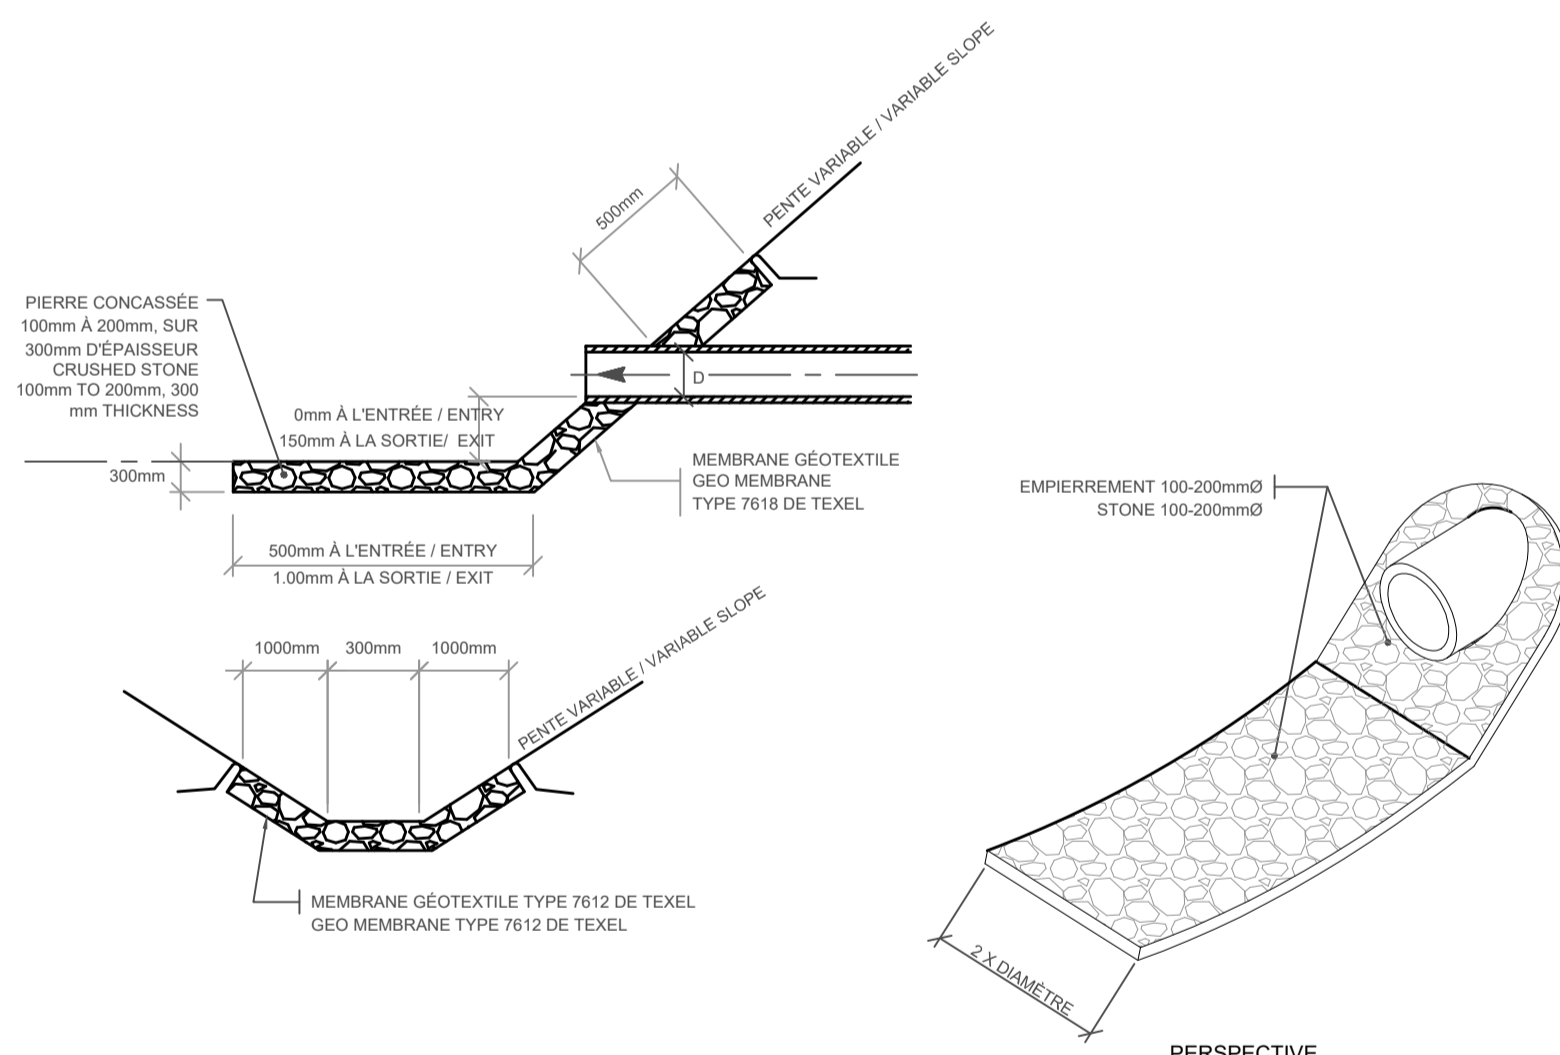 PENTE VARIABLE / VARIABLE SLOPE
500mm
PIERRE CONCASSÉE
100mm À 200mm, SUR
300mm D'ÉPAISSEUR
CRUSHED STONE
100mm TO 200mm, 300
mm THICKNESS
D
0mm À L'ENTRÉE / ENTRY
150mm À LA SORTIE/ EXIT
300mm
MEMBRANE GÉOTEXTILE
GEO MEMBRANE
TYPE 7618 DE TEXEL
500mm À L'ENTRÉE / ENTRY
1.00mm À LA SORTIE / EXIT
EMPIERREMENT 100-200mmØ
STONE 100-200mmØ
1000mm
300mm
1000mm
PENTE VARIABLE / VARIABLE SLOPE
MEMBRANE GÉOTEXTILE TYPE 7612 DE TEXEL
GEO MEMBRANE TYPE 7612 DE TEXEL
2 X DIAMÈTRE
PERSPECTIVE